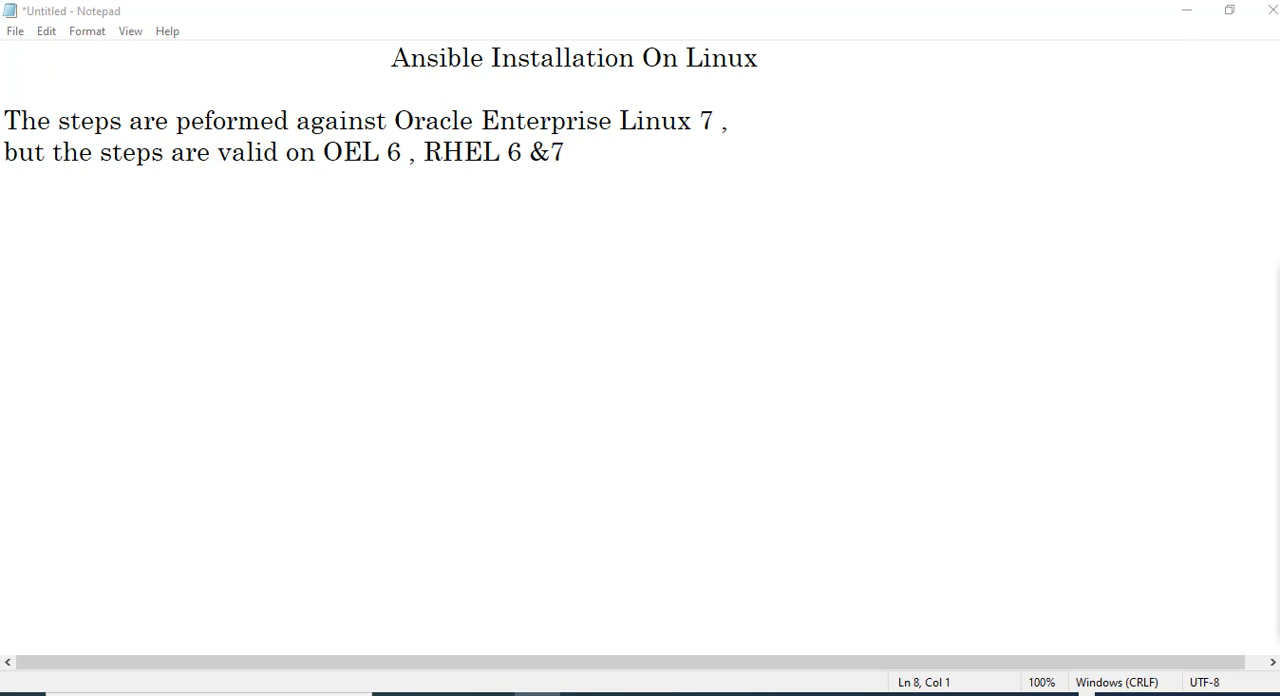 *Untitled - Notepad
File Edit Format View Help
Ansible Installation On Linux
The steps are peformed against Oracle Enterprise Linux 7 ,
but the steps are valid on OEL 6 , RHEL 6 &7
Ln 8, Col 1 100% Windows (CRLF) UTF-8